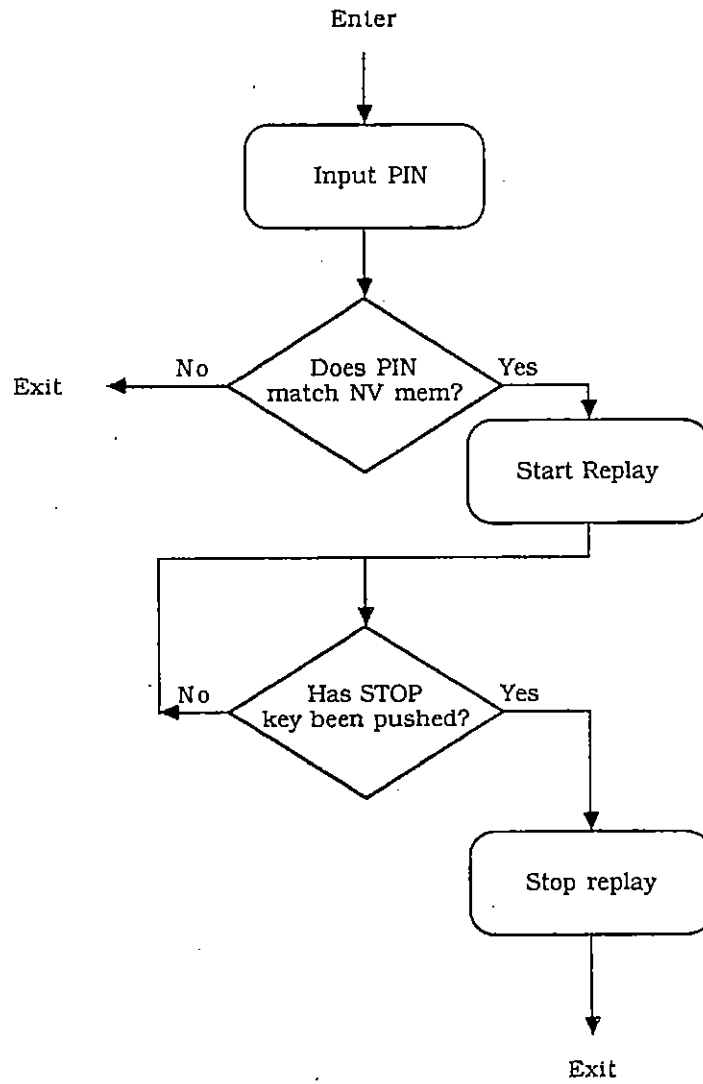 Enter
Input PIN
Does PIN
match NV mem?
No
Yes
Exit
Start Replay
Has STOP
key been pushed?
No
Yes
Stop replay
Exit